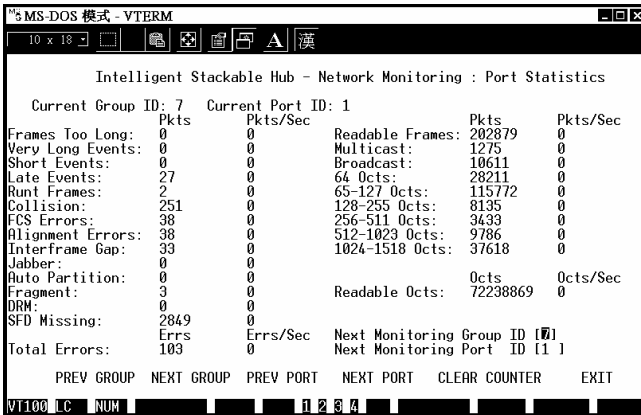 MS-DOS 模式 - VTERM
10 x 18 A 漢
Intelligent Stackable Hub - Network Monitoring : Port Statistics
Current Group ID: 7 Current Port ID: 1
Pkts Pkts/Sec Pkts Pkts/Sec
Frames Too Long: 0 0 Readable Frames: 202879 0
Very Long Events: 0 0 Multicast: 1275 0
Short Events: 0 0 Broadcast: 10611 0
Late Events: 27 0 64 Octs: 28211 0
Runt Frames: 2 0 65-127 Octs: 115772 0
Collision: 251 0 128-255 Octs: 8135 0
FCS Errors: 38 0 256-511 Octs: 3433 0
Alignment Errors: 38 0 512-1023 Octs: 9786 0
Interframe Gap: 33 0 1024-1518 Octs: 37618 0
Jabber: 0 0
Auto Partition: 0 0 Octs Octs/Sec
Fragment: 3 0 Readable Octs: 72238869 0
DRM: 0 0
SFD Missing: 2849 0
Errs Errs/Sec Next Monitoring Group ID [7]
Total Errors: 103 0 Next Monitoring Port ID [1 ]
PREV GROUP NEXT GROUP PREV PORT NEXT PORT CLEAR COUNTER EXIT
VT100 LC NUM 1 2 3 4